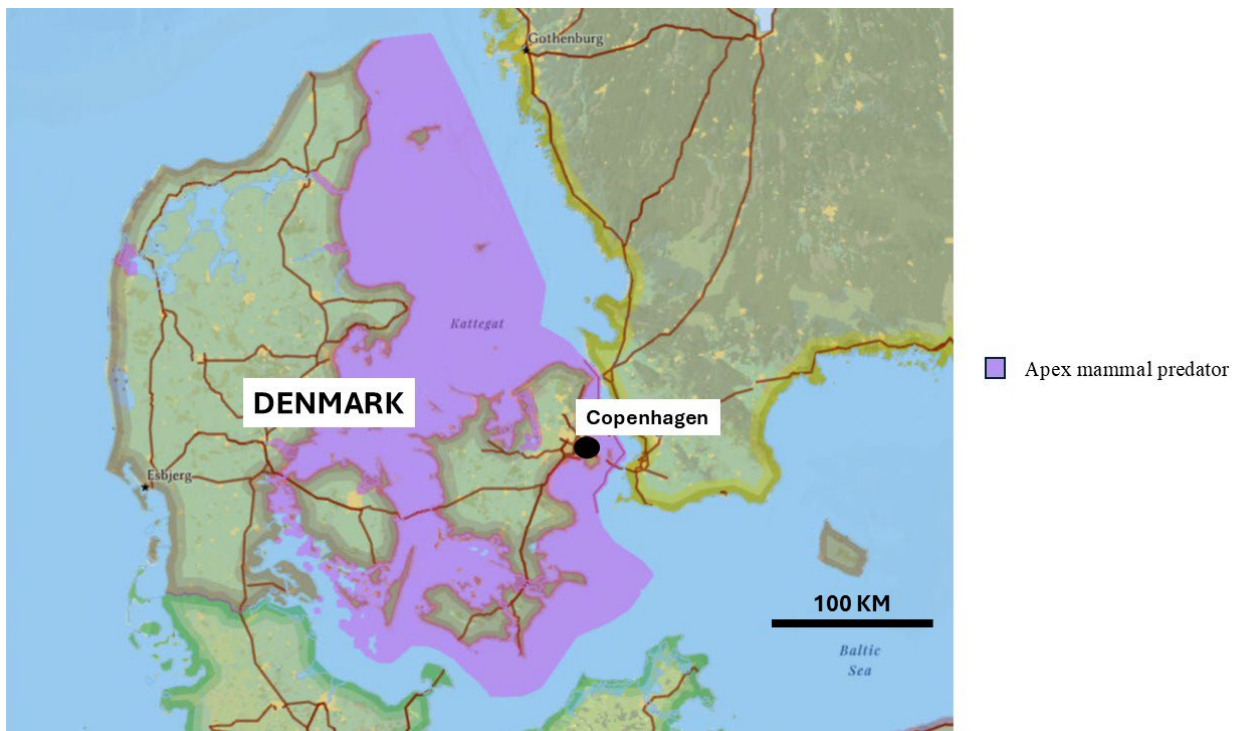 Gothenburg
Kattegat
DENMARK
Copenhagen
Esbjerg
100 KM
Baltic
Sea
Apex mammal predator